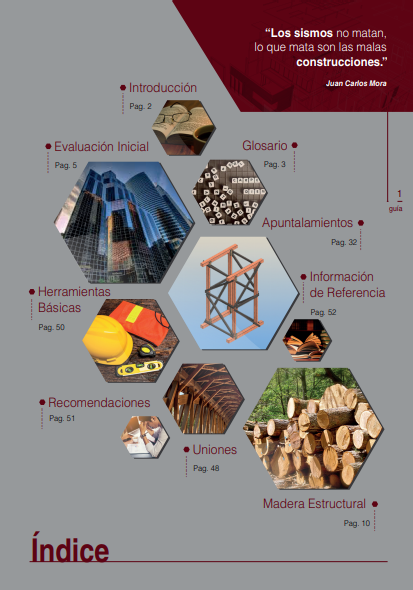 “Los sismos no matan,
lo que mata son las malas
construcciones.”
Juan Carlos Mora
Introducción
Pag. 2
Evaluación Inicial
Pag. 5
Glosario
Pag. 3
1
guía
Apuntalamientos
Pag. 32
Herramientas
Básicas
Pag. 50
Información
de Referencia
Pag. 52
Recomendaciones
Pag. 51
Uniones
Pag. 48
Madera Estructural
Pag. 10
Índice